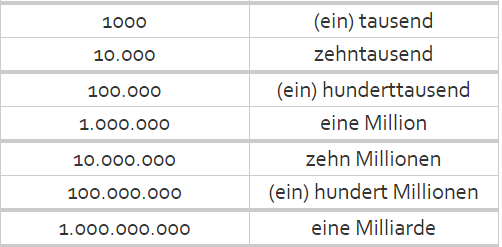 1000 (ein) tausend
10.000 zehntausend
100.000 (ein) hunderttausend
1.000.000 eine Million
10.000.000 zehn Millionen
100.000.000 (ein) hundert Millionen
1.000.000.000 eine Milliarde